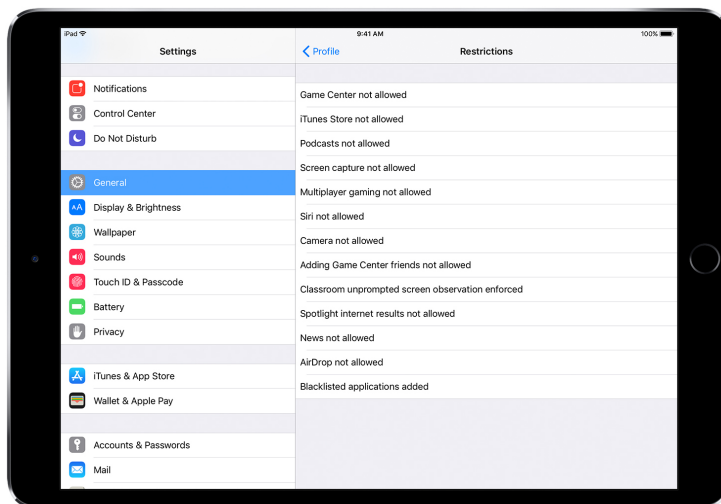 iPad
9:41 AM
100%
Settings
Profile
Restrictions
Notifications
Control Center
Do Not Disturb
General
AA Display & Brightness
Wallpaper
Sounds
Touch ID & Passcode
Battery
Privacy
iTunes & App Store
Wallet & Apple Pay
Accounts & Passwords
Mail
Game Center not allowed
iTunes Store not allowed
Podcasts not allowed
Screen capture not allowed
Multiplayer gaming not allowed
Siri not allowed
Camera not allowed
Adding Game Center friends not allowed
Classroom unprompted screen observation enforced
Spotlight internet results not allowed
News not allowed
AirDrop not allowed
Blacklisted applications added